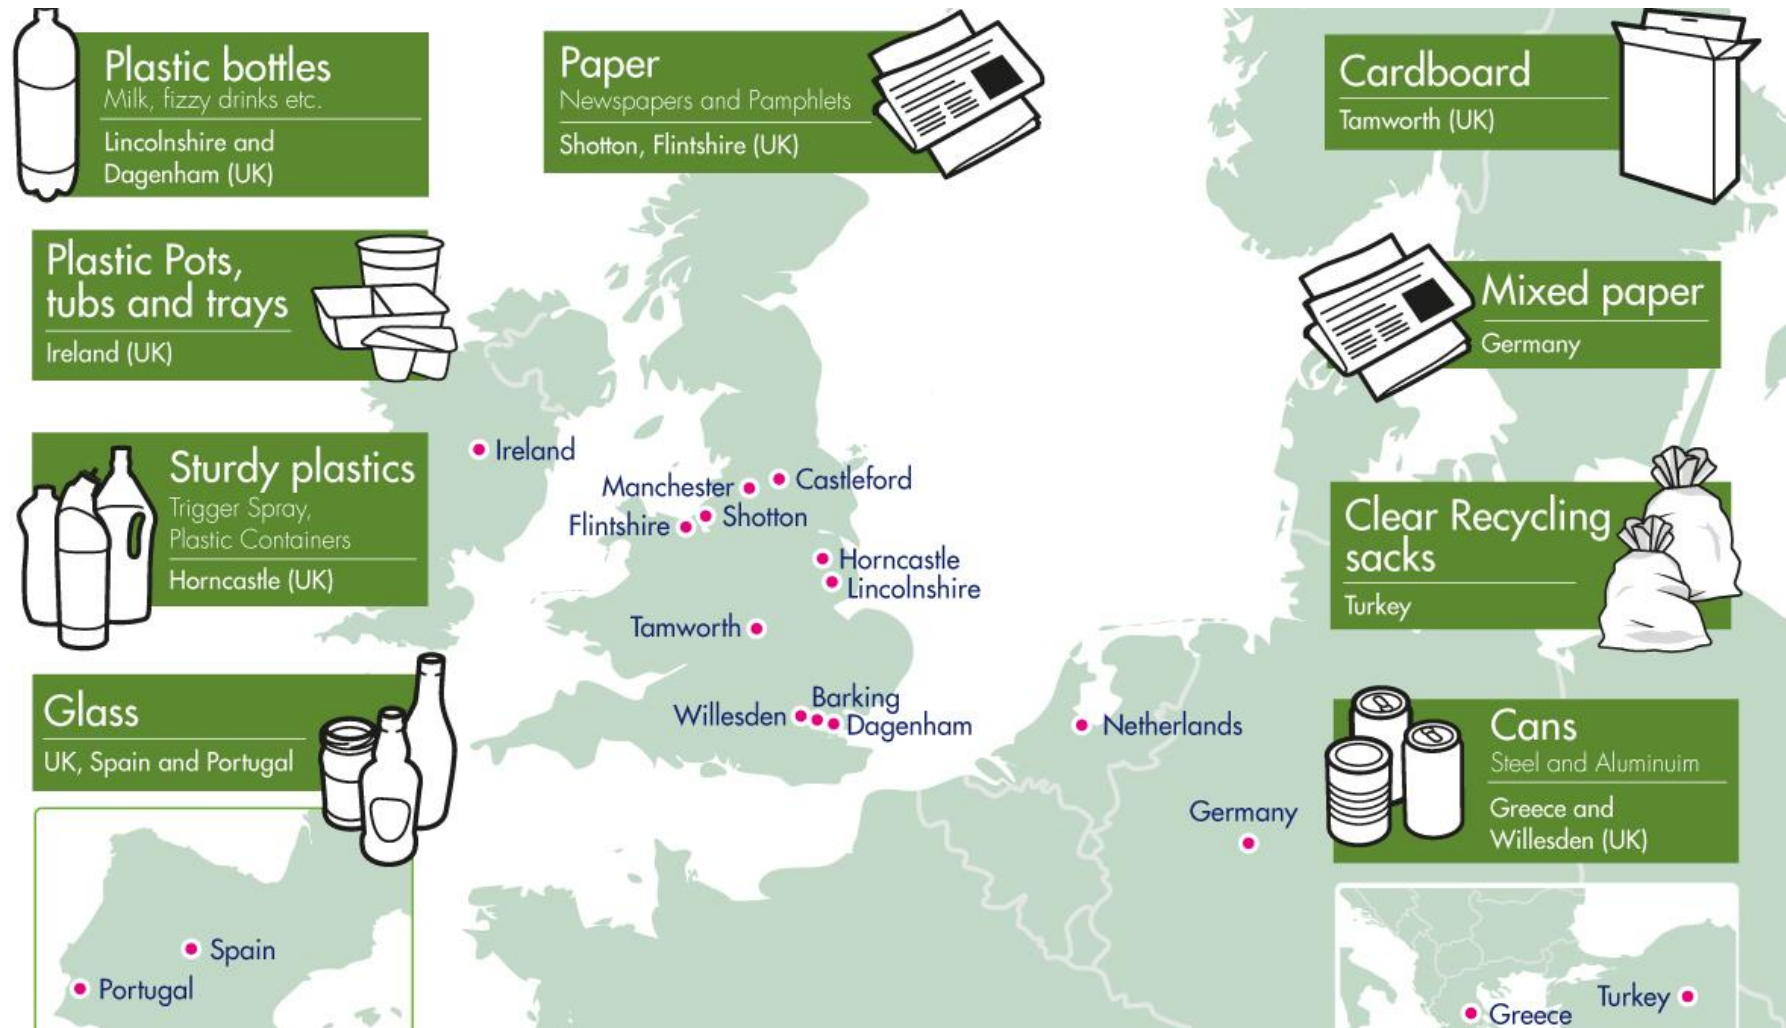 Plastic bottles
Milk, fizzy drinks etc.
Lincolnshire and
Dagenham (UK)
Paper
Newspapers and Pamphlets
Shotton, Flintshire (UK)
Cardboard
Tamworth (UK)
Plastic Pots,
tubs and trays
Ireland (UK)
Mixed paper
Germany
Sturdy plastics
Trigger Spray,
Plastic Containers
Horncastle (UK)
Clear Recycling
sacks
Turkey
Glass
UK, Spain and Portugal
Cans
Steel and Aluminuim
Greece and
Willesden (UK)
Ireland
Manchester
Castleford
Flintshire
Shotton
Horncastle
Lincolnshire
Tamworth
Willesden
Barking
Dagenham
Netherlands
Germany
Spain
Portugal
Turkey
Greece